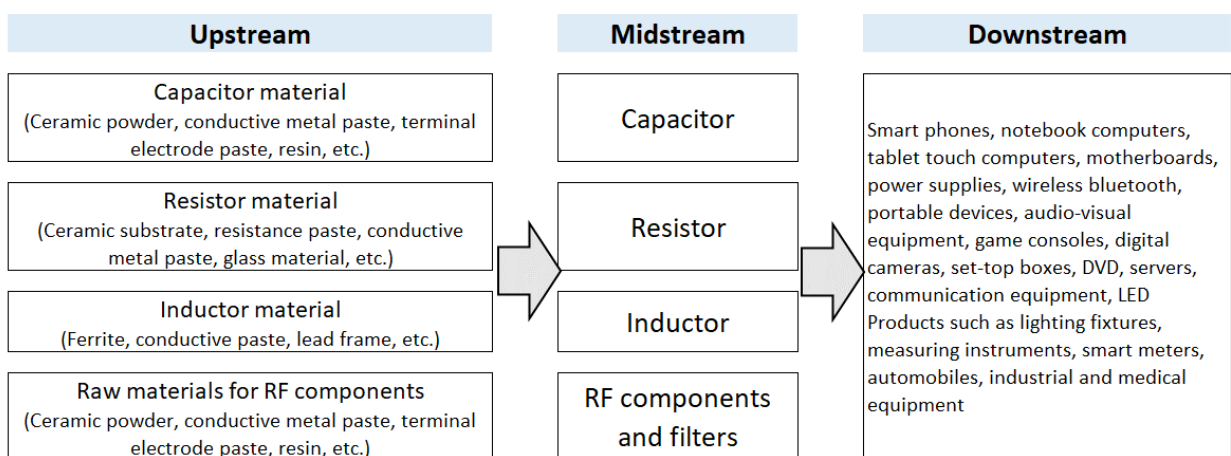 Upstream
Midstream
Downstream
Capacitor material
(Ceramic powder, conductive metal paste, terminal
electrode paste, resin, etc.)
Resistor material
(Ceramic substrate, resistance paste, conductive
metal paste, glass material, etc.)
Inductor material
(Ferrite, conductive paste, lead frame, etc.)
Raw materials for RF components
(Ceramic powder, conductive metal paste, terminal
electrode paste, resin, etc.)
Capacitor
Resistor
Inductor
RF components
and filters
Smart phones, notebook computers,
tablet touch computers, motherboards,
power supplies, wireless bluetooth,
portable devices, audio-visual
equipment, game consoles, digital
cameras, set-top boxes, DVD, servers,
communication equipment, LED
Products such as lighting fixtures,
measuring instruments, smart meters,
automobiles, industrial and medical
equipment